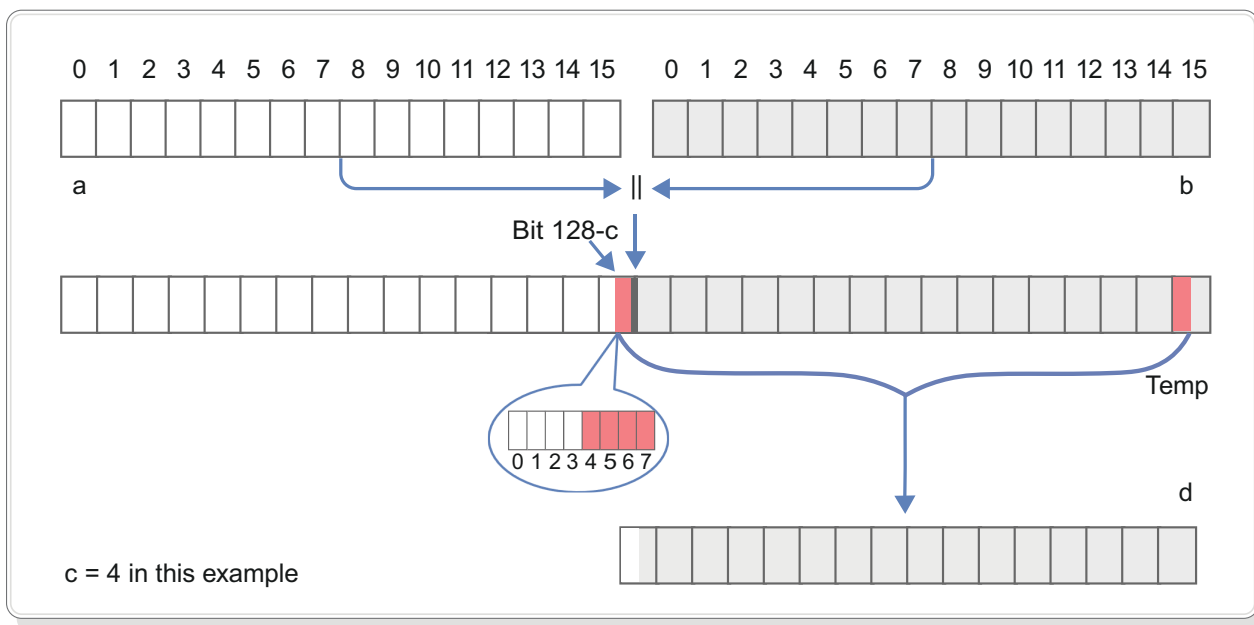 0 1 2 3 4 5 6 7 8 9 10 11 12 13 14 15 0 1 2 3 4 5 6 7 8 9 10 11 12 13 14 15
a || b
Bit 128-c
Temp
0 1 2 3 4 5 6 7
d
c = 4 in this example